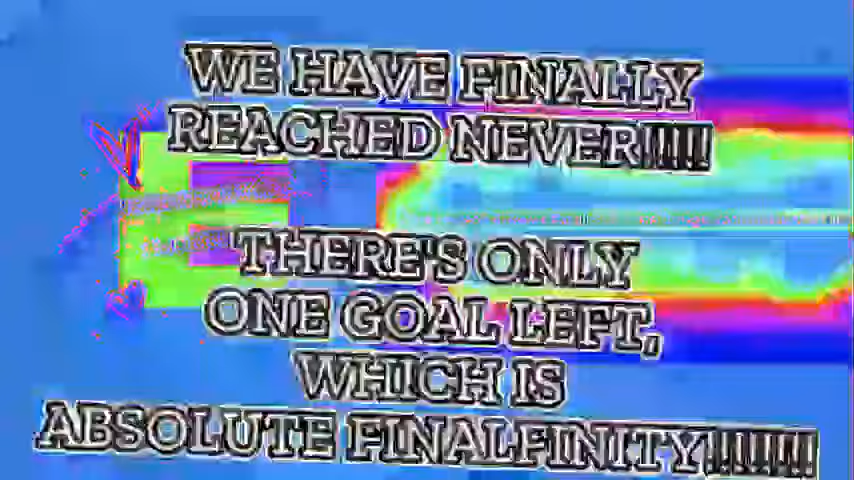 WE HAVE FINALLY
REACHED NEVER!!!!!
THERE'S ONLY
ONE GOAL LEFT,
WHICH IS
ABSOLUTE FINALFINITY!!!!!!!